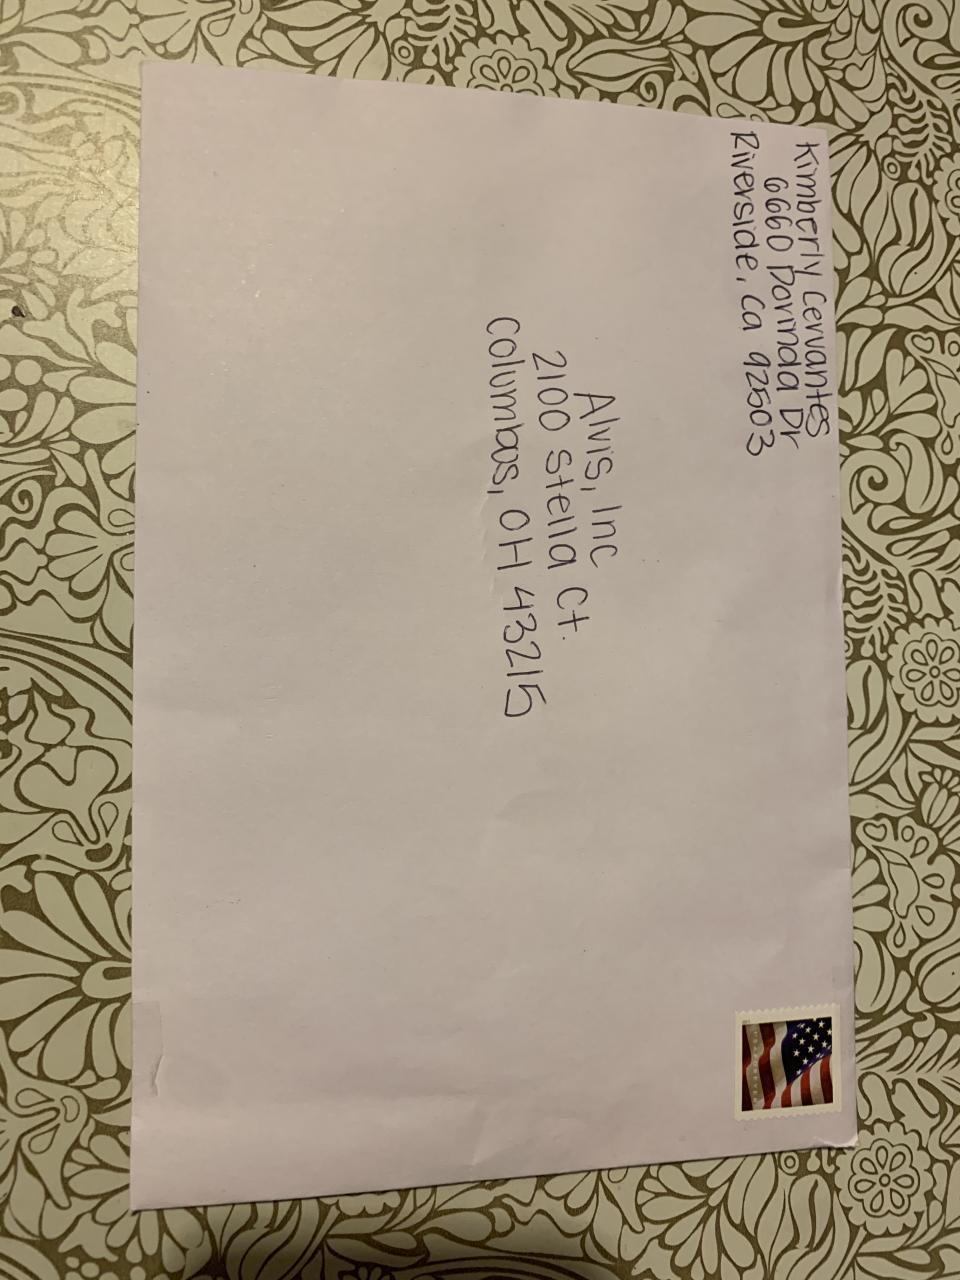 Kimberly Cervantes
6660 Dorinda Dr
Riverside, Ca 92503
Alvis, Inc
2100 Stella Ct.
Columbus, OH 43215